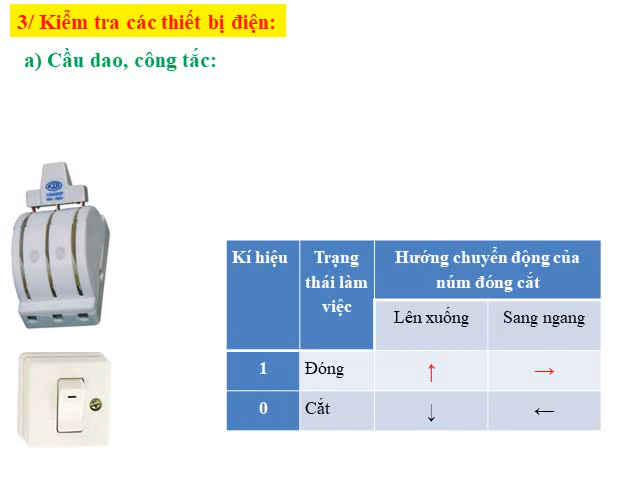 3/ Kiểm tra các thiết bị điện:
a) Cầu dao, công tắc:
Kí hiệu
Trạng
thái làm
việc
Hướng chuyển động của
núm đóng cắt
Lên xuống
Sang ngang
1
Đóng
↑
→
0
Cắt
↓
←